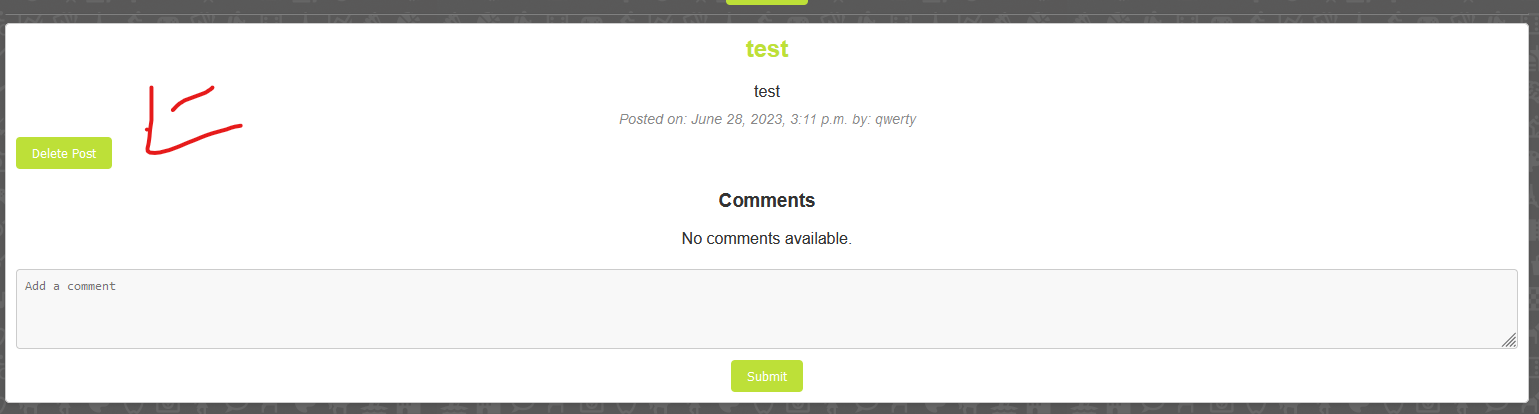 test
test
Posted on: June 28, 2023, 3:11 p.m. by: qwerty
Delete Post
Comments
No comments available.
Add a comment
Submit